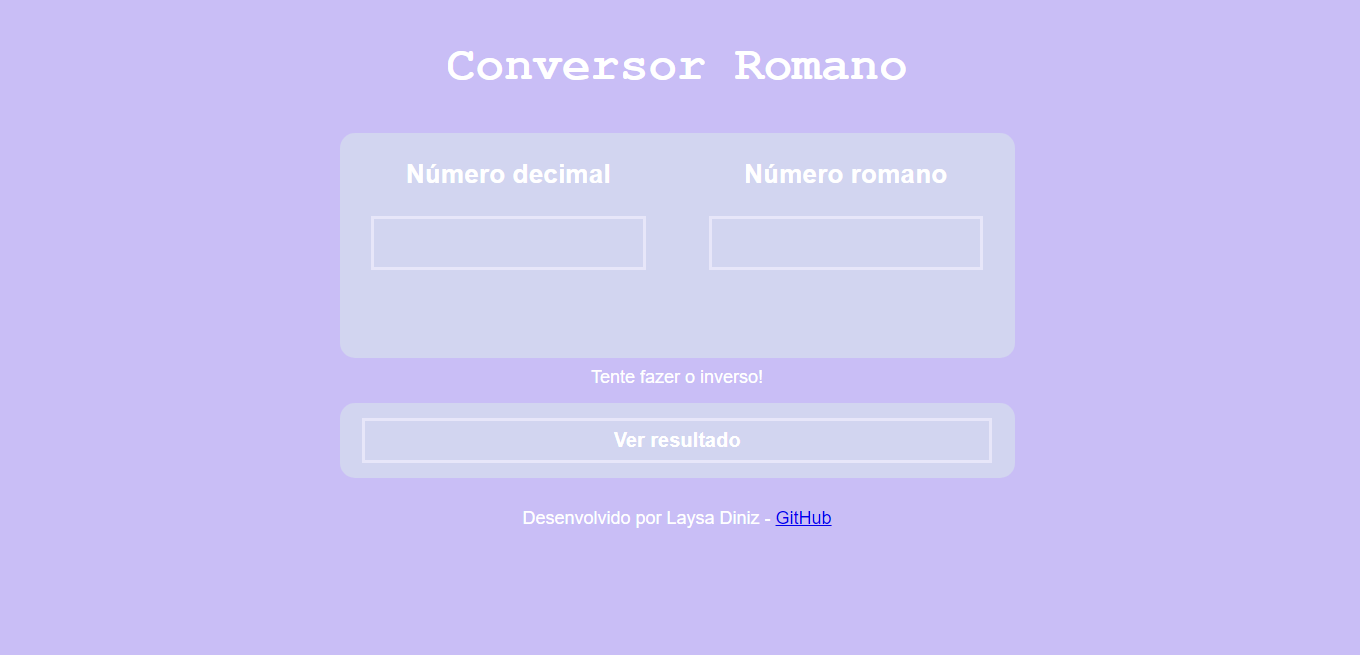 Conversor Romano
Número decimal
Número romano
Tente fazer o inverso!
Ver resultado
Desenvolvido por Laysa Diniz - GitHub